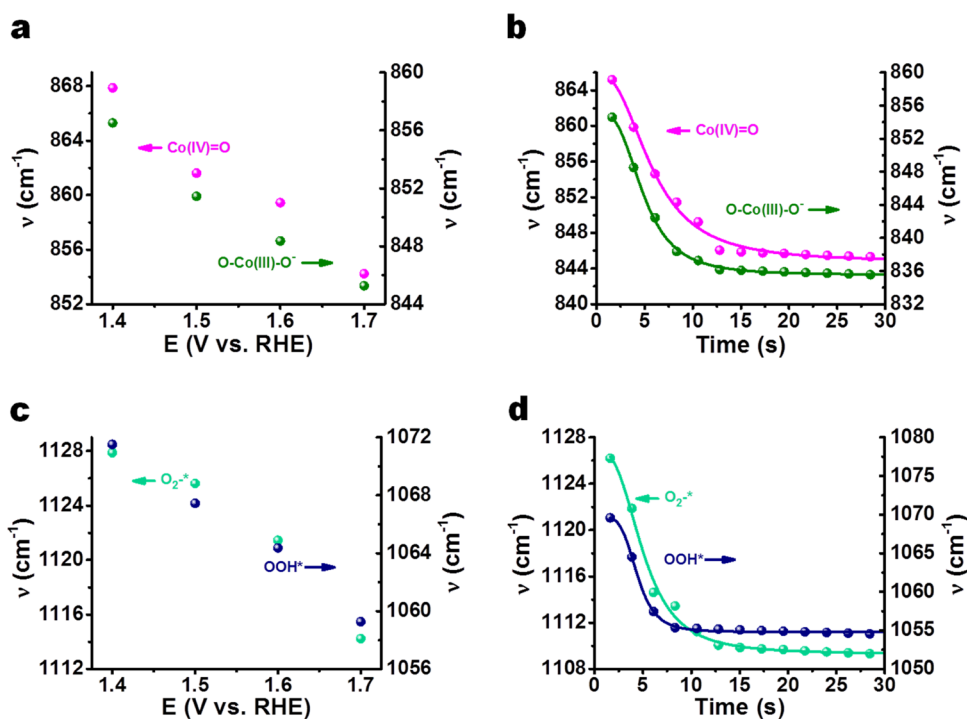 a
ν (cm⁻¹)
868
864
860
856
852
Co(IV)=O
O-Co(III)-O⁻
860
856
852
848
844
ν (cm⁻¹)
1.4
1.5
1.6
1.7
E (V vs. RHE)
b
ν (cm⁻¹)
864
860
856
852
848
844
840
Co(IV)=O
O-Co(III)-O⁻
860
856
852
848
844
840
836
832
ν (cm⁻¹)
0
5
10
15
20
25
30
Time (s)
c
ν (cm⁻¹)
1128
1124
1120
1116
1112
O₂-*
OOH*
1072
1068
1064
1060
1056
ν (cm⁻¹)
1.4
1.5
1.6
1.7
E (V vs. RHE)
d
ν (cm⁻¹)
1128
1124
1120
1116
1112
1108
O₂-*
OOH*
1080
1075
1070
1065
1060
1055
1050
ν (cm⁻¹)
0
5
10
15
20
25
30
Time (s)